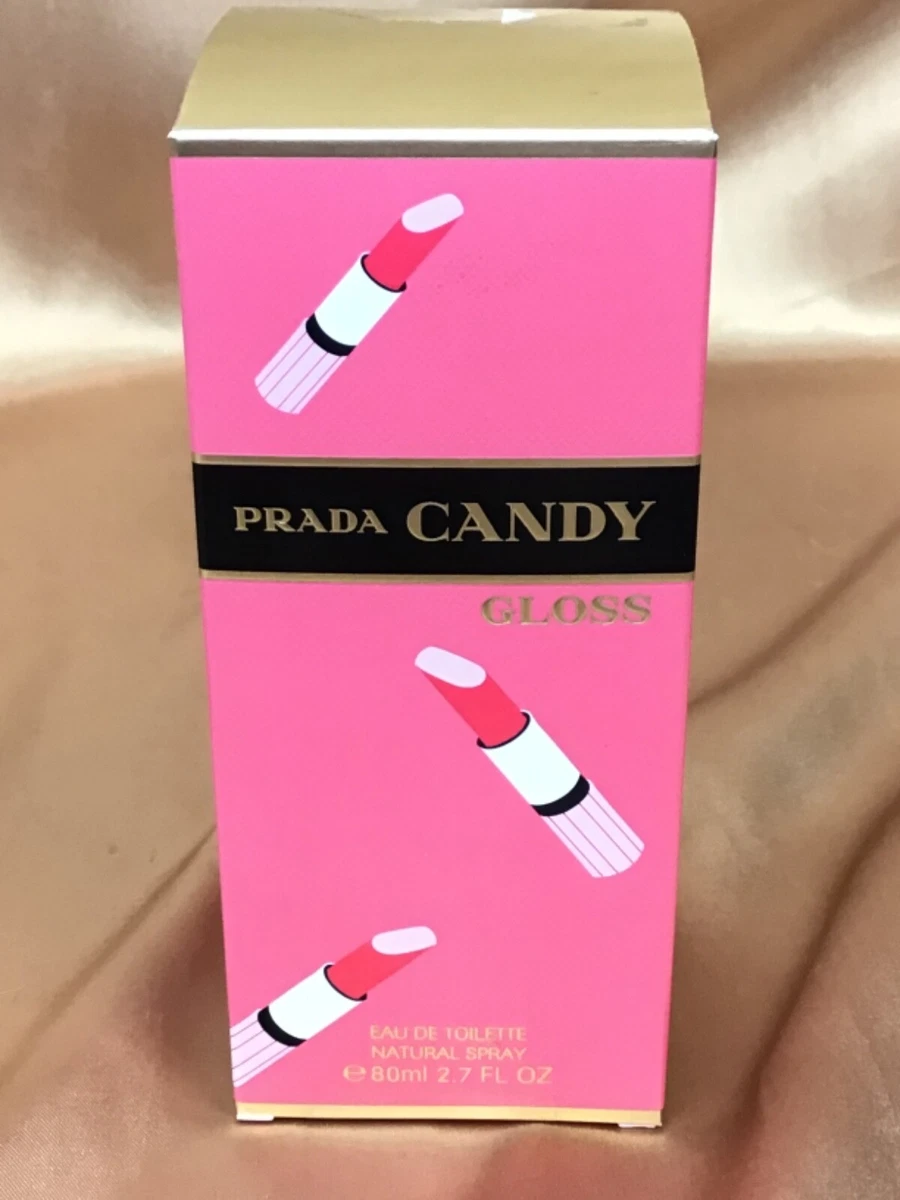 PRADA CANDY
GLOSS
EAU DE TOILETTE
NATURAL SPRAY
℮80ml 2.7 FL OZ